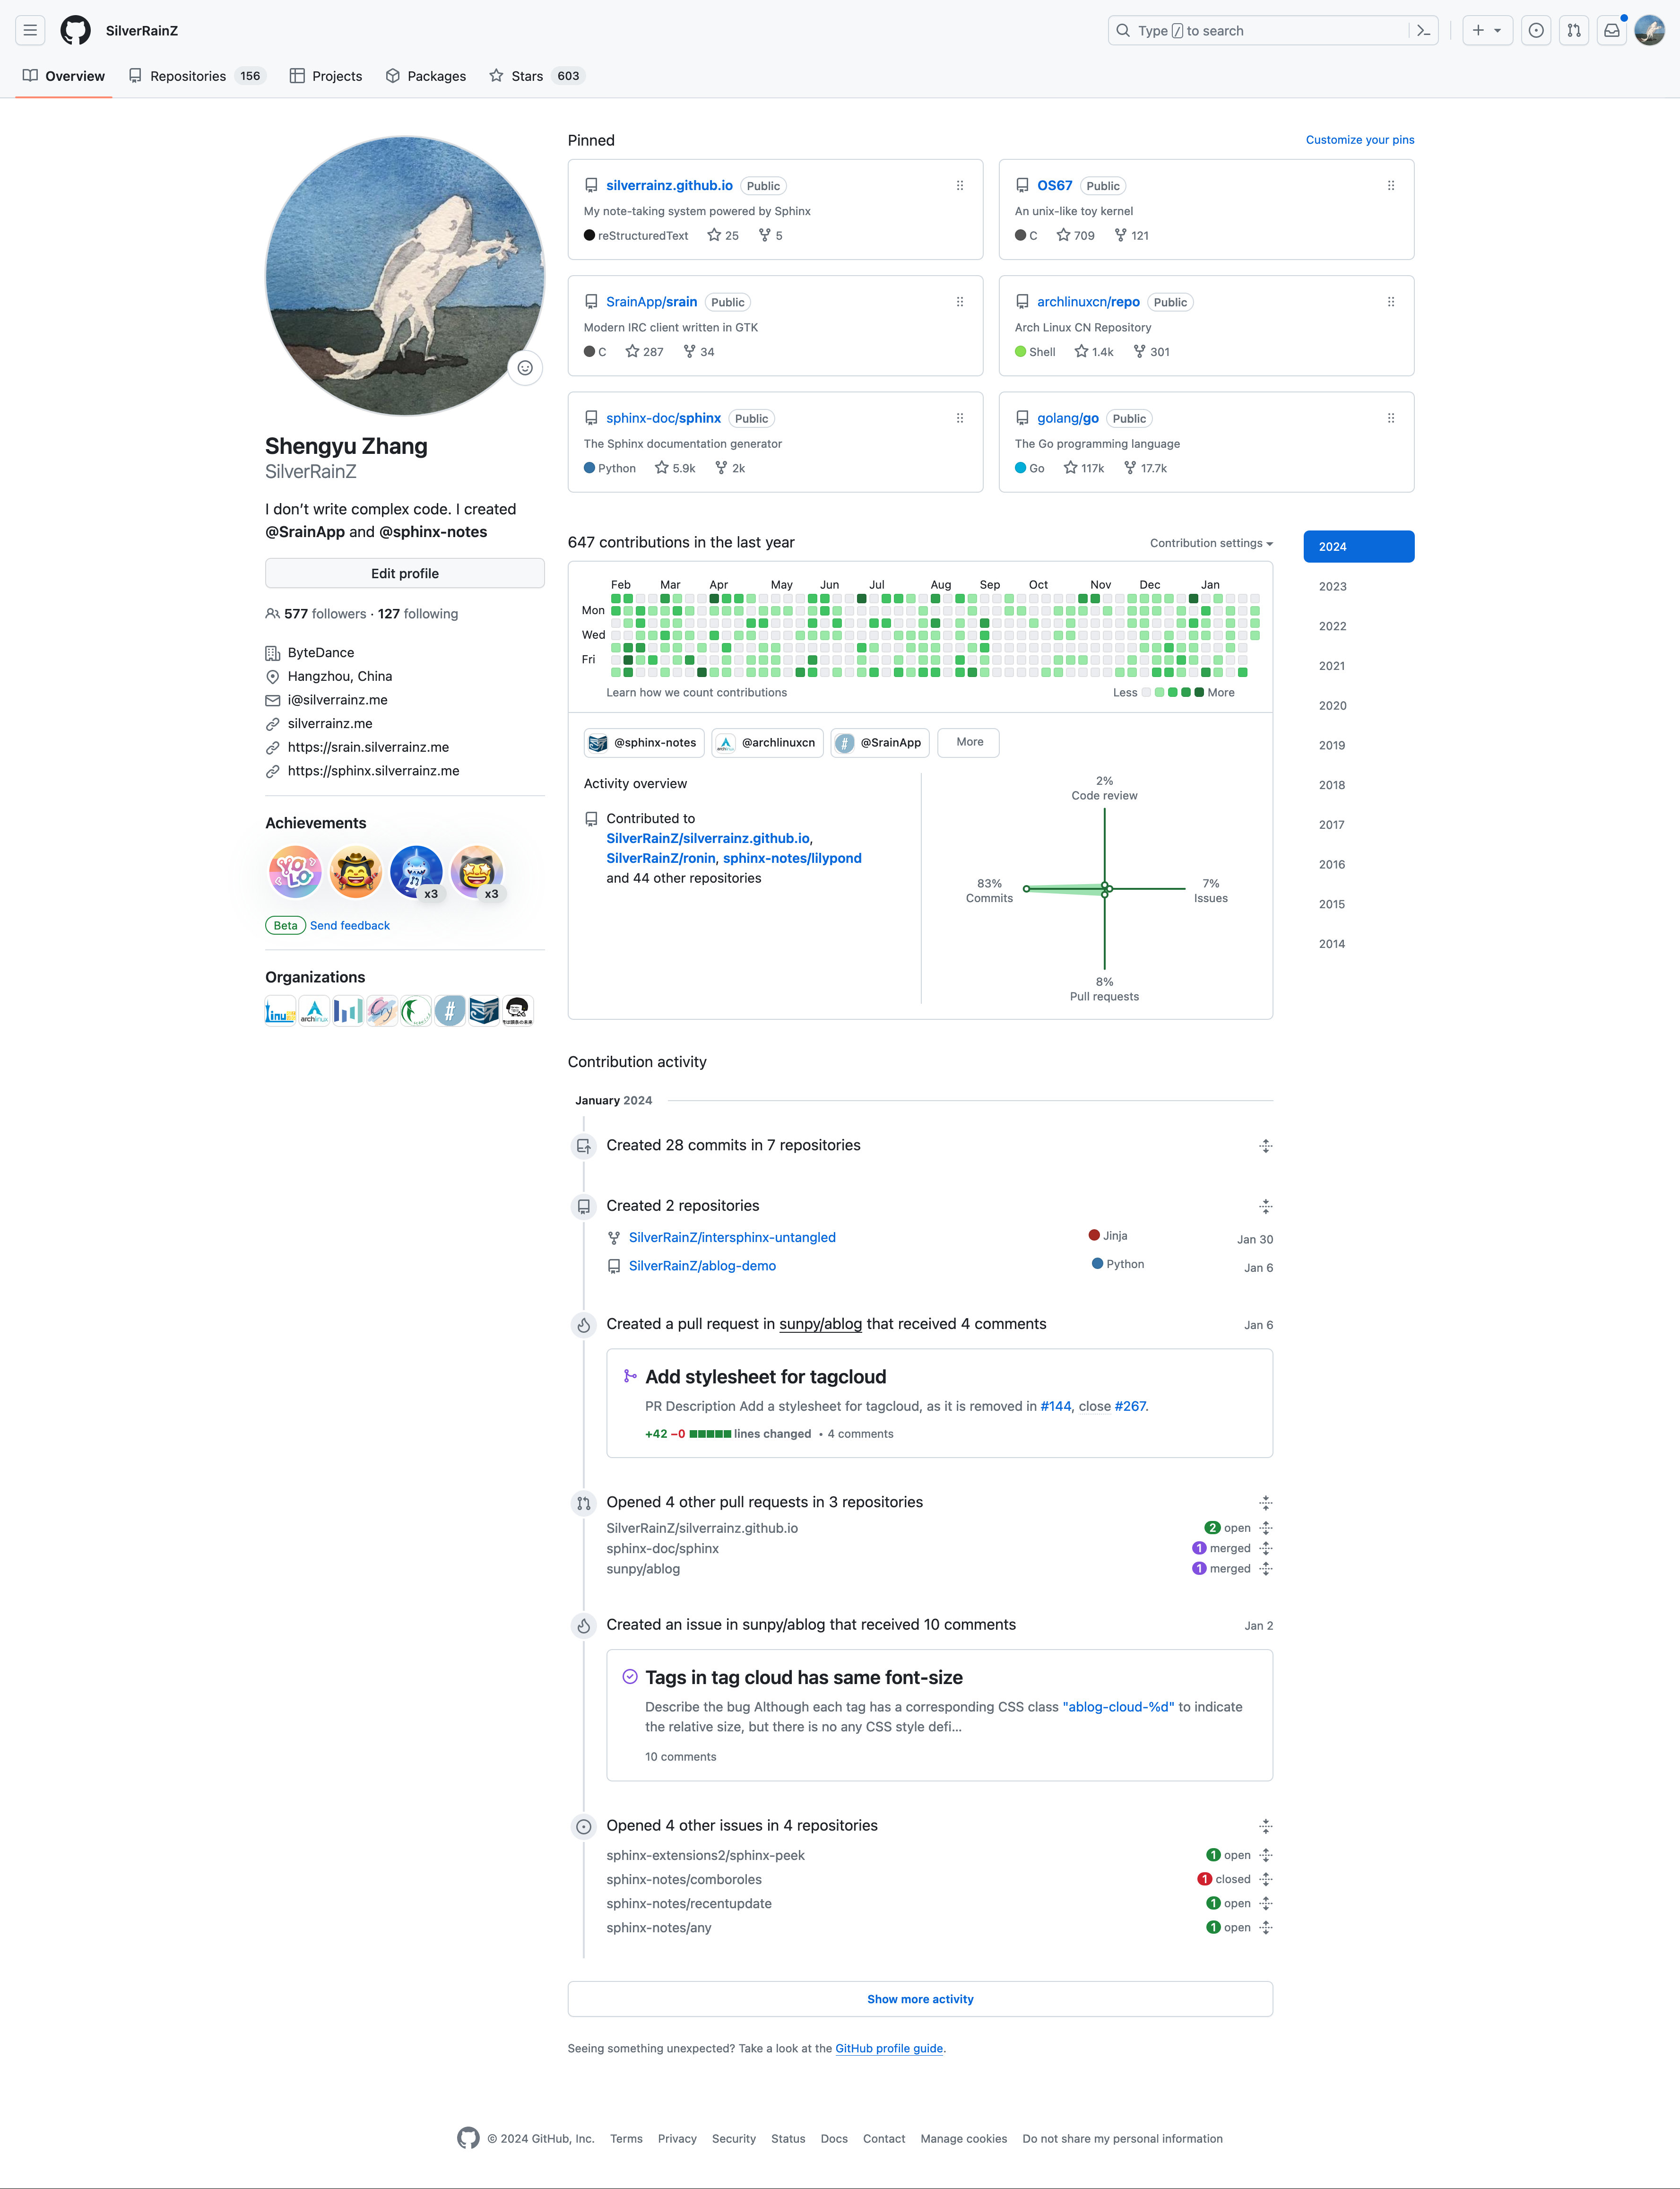 SilverRainZ
Type / to search
Overview
Repositories 156
Projects
Packages
Stars 603
Shengyu Zhang
SilverRainZ
I don’t write complex code. I created
@SrainApp and @sphinx-notes
Edit profile
577 followers · 127 following
ByteDance
Hangzhou, China
i@silverrainz.me
silverrainz.me
https://srain.silverrainz.me
https://sphinx.silverrainz.me
Achievements
YOLO
x3
x3
Beta Send feedback
Organizations
Pinned
Customize your pins
silverrainz.github.io Public
My note-taking system powered by Sphinx
reStructuredText 25 5
OS67 Public
An unix-like toy kernel
C 709 121
SrainApp/srain Public
Modern IRC client written in GTK
C 287 34
archlinuxcn/repo Public
Arch Linux CN Repository
Shell 1.4k 301
sphinx-doc/sphinx Public
The Sphinx documentation generator
Python 5.9k 2k
golang/go Public
The Go programming language
Go 117k 17.7k
647 contributions in the last year
Contribution settings
Feb Mar Apr May Jun Jul Aug Sep Oct Nov Dec Jan
Mon
Wed
Fri
Learn how we count contributions
Less More
@sphinx-notes
@archlinuxcn
# @SrainApp
More
Activity overview
Contributed to
SilverRainZ/silverrainz.github.io,
SilverRainZ/ronin, sphinx-notes/lilypond
and 44 other repositories
2%
Code review
83%
Commits
7%
Issues
8%
Pull requests
2024
2023
2022
2021
2020
2019
2018
2017
2016
2015
2014
Contribution activity
January 2024
Created 28 commits in 7 repositories
Created 2 repositories
SilverRainZ/intersphinx-untangled Jinja Jan 30
SilverRainZ/ablog-demo Python Jan 6
Created a pull request in sunpy/ablog that received 4 comments Jan 6
Add stylesheet for tagcloud
PR Description Add a stylesheet for tagcloud, as it is removed in #144, close #267.
+42 −0 lines changed • 4 comments
Opened 4 other pull requests in 3 repositories
SilverRainZ/silverrainz.github.io 2 open
sphinx-doc/sphinx 1 merged
sunpy/ablog 1 merged
Created an issue in sunpy/ablog that received 10 comments Jan 2
Tags in tag cloud has same font-size
Describe the bug Although each tag has a corresponding CSS class "ablog-cloud-%d" to indicate
the relative size, but there is no any CSS style defi...
10 comments
Opened 4 other issues in 4 repositories
sphinx-extensions2/sphinx-peek 1 open
sphinx-notes/comboroles 1 closed
sphinx-notes/recentupdate 1 open
sphinx-notes/any 1 open
Show more activity
Seeing something unexpected? Take a look at the GitHub profile guide.
© 2024 GitHub, Inc. Terms Privacy Security Status Docs Contact Manage cookies Do not share my personal information